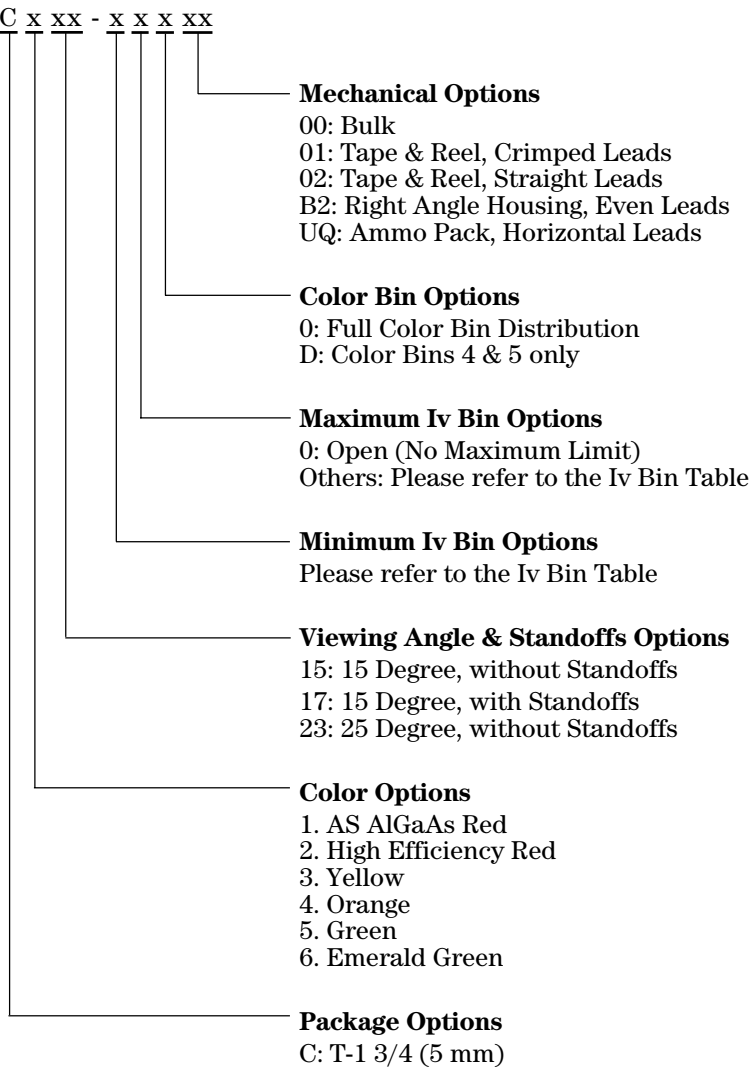 C x xx - x x x xx
Mechanical Options
00: Bulk
01: Tape & Reel, Crimped Leads
02: Tape & Reel, Straight Leads
B2: Right Angle Housing, Even Leads
UQ: Ammo Pack, Horizontal Leads
Color Bin Options
0: Full Color Bin Distribution
D: Color Bins 4 & 5 only
Maximum Iv Bin Options
0: Open (No Maximum Limit)
Others: Please refer to the Iv Bin Table
Minimum Iv Bin Options
Please refer to the Iv Bin Table
Viewing Angle & Standoffs Options
15: 15 Degree, without Standoffs
17: 15 Degree, with Standoffs
23: 25 Degree, without Standoffs
Color Options
1. AS AlGaAs Red
2. High Efficiency Red
3. Yellow
4. Orange
5. Green
6. Emerald Green
Package Options
C: T-1 3/4 (5 mm)